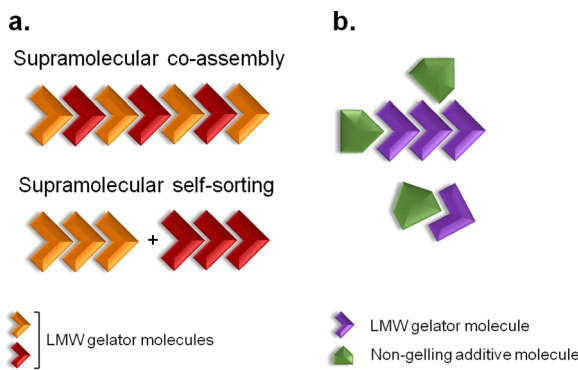 a.
Supramolecular co-assembly
Supramolecular self-sorting
+
LMW gelator molecules
b.
LMW gelator molecule
Non-gelling additive molecule